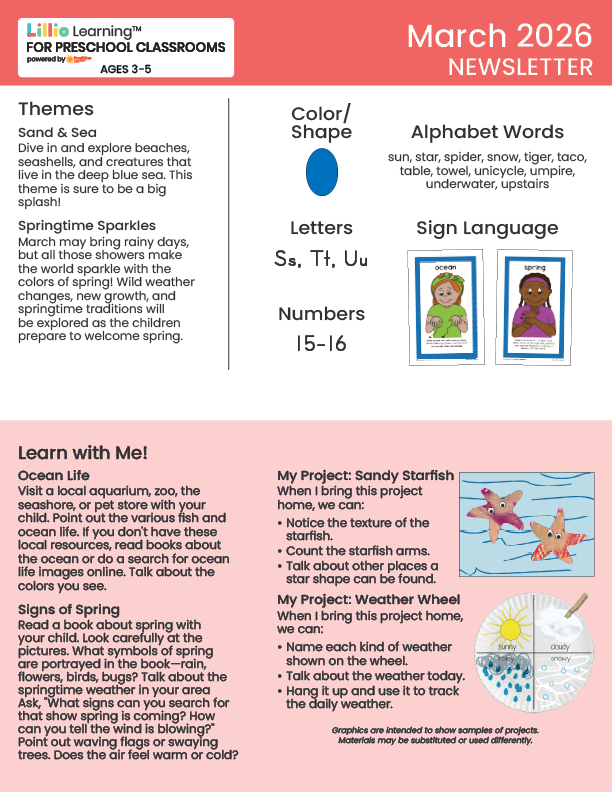 Lillio Learning™
FOR PRESCHOOL CLASSROOMS
powered by
AGES 3-5
March 2026
NEWSLETTER
Themes
Sand & Sea
Dive in and explore beaches,
seashells, and creatures that
live in the deep blue sea. This
theme is sure to be a big
splash!
Springtime Sparkles
March may bring rainy days,
but all those showers make
the world sparkle with the
colors of spring! Wild weather
changes, new growth, and
springtime traditions will
be explored as the children
prepare to welcome spring.
Color/
Shape
Letters
Ss, Tt, Uu
Numbers
15-16
Alphabet Words
sun, star, spider, snow, tiger, taco,
table, towel, unicycle, umpire,
underwater, upstairs
Sign Language
ocean
spring
Learn with Me!
Ocean Life
Visit a local aquarium, zoo, the
seashore, or pet store with your
child. Point out the various fish and
ocean life. If you don't have these
local resources, read books about
the ocean or do a search for ocean
life images online. Talk about the
colors you see.
Signs of Spring
Read a book about spring with
your child. Look carefully at the
pictures. What symbols of spring
are portrayed in the book—rain,
flowers, birds, bugs? Talk about the
springtime weather in your area
Ask, "What signs can you search for
that show spring is coming? How
can you tell the wind is blowing?"
Point out waving flags or swaying
trees. Does the air feel warm or cold?
My Project: Sandy Starfish
When I bring this project
home, we can:
• Notice the texture of the
starfish.
• Count the starfish arms.
• Talk about other places a
star shape can be found.
My Project: Weather Wheel
When I bring this project home,
we can:
• Name each kind of weather
shown on the wheel.
• Talk about the weather today.
• Hang it up and use it to track
the daily weather.
sunny
cloudy
rainy
snowy
Graphics are intended to show samples of projects.
Materials may be substituted or used differently.